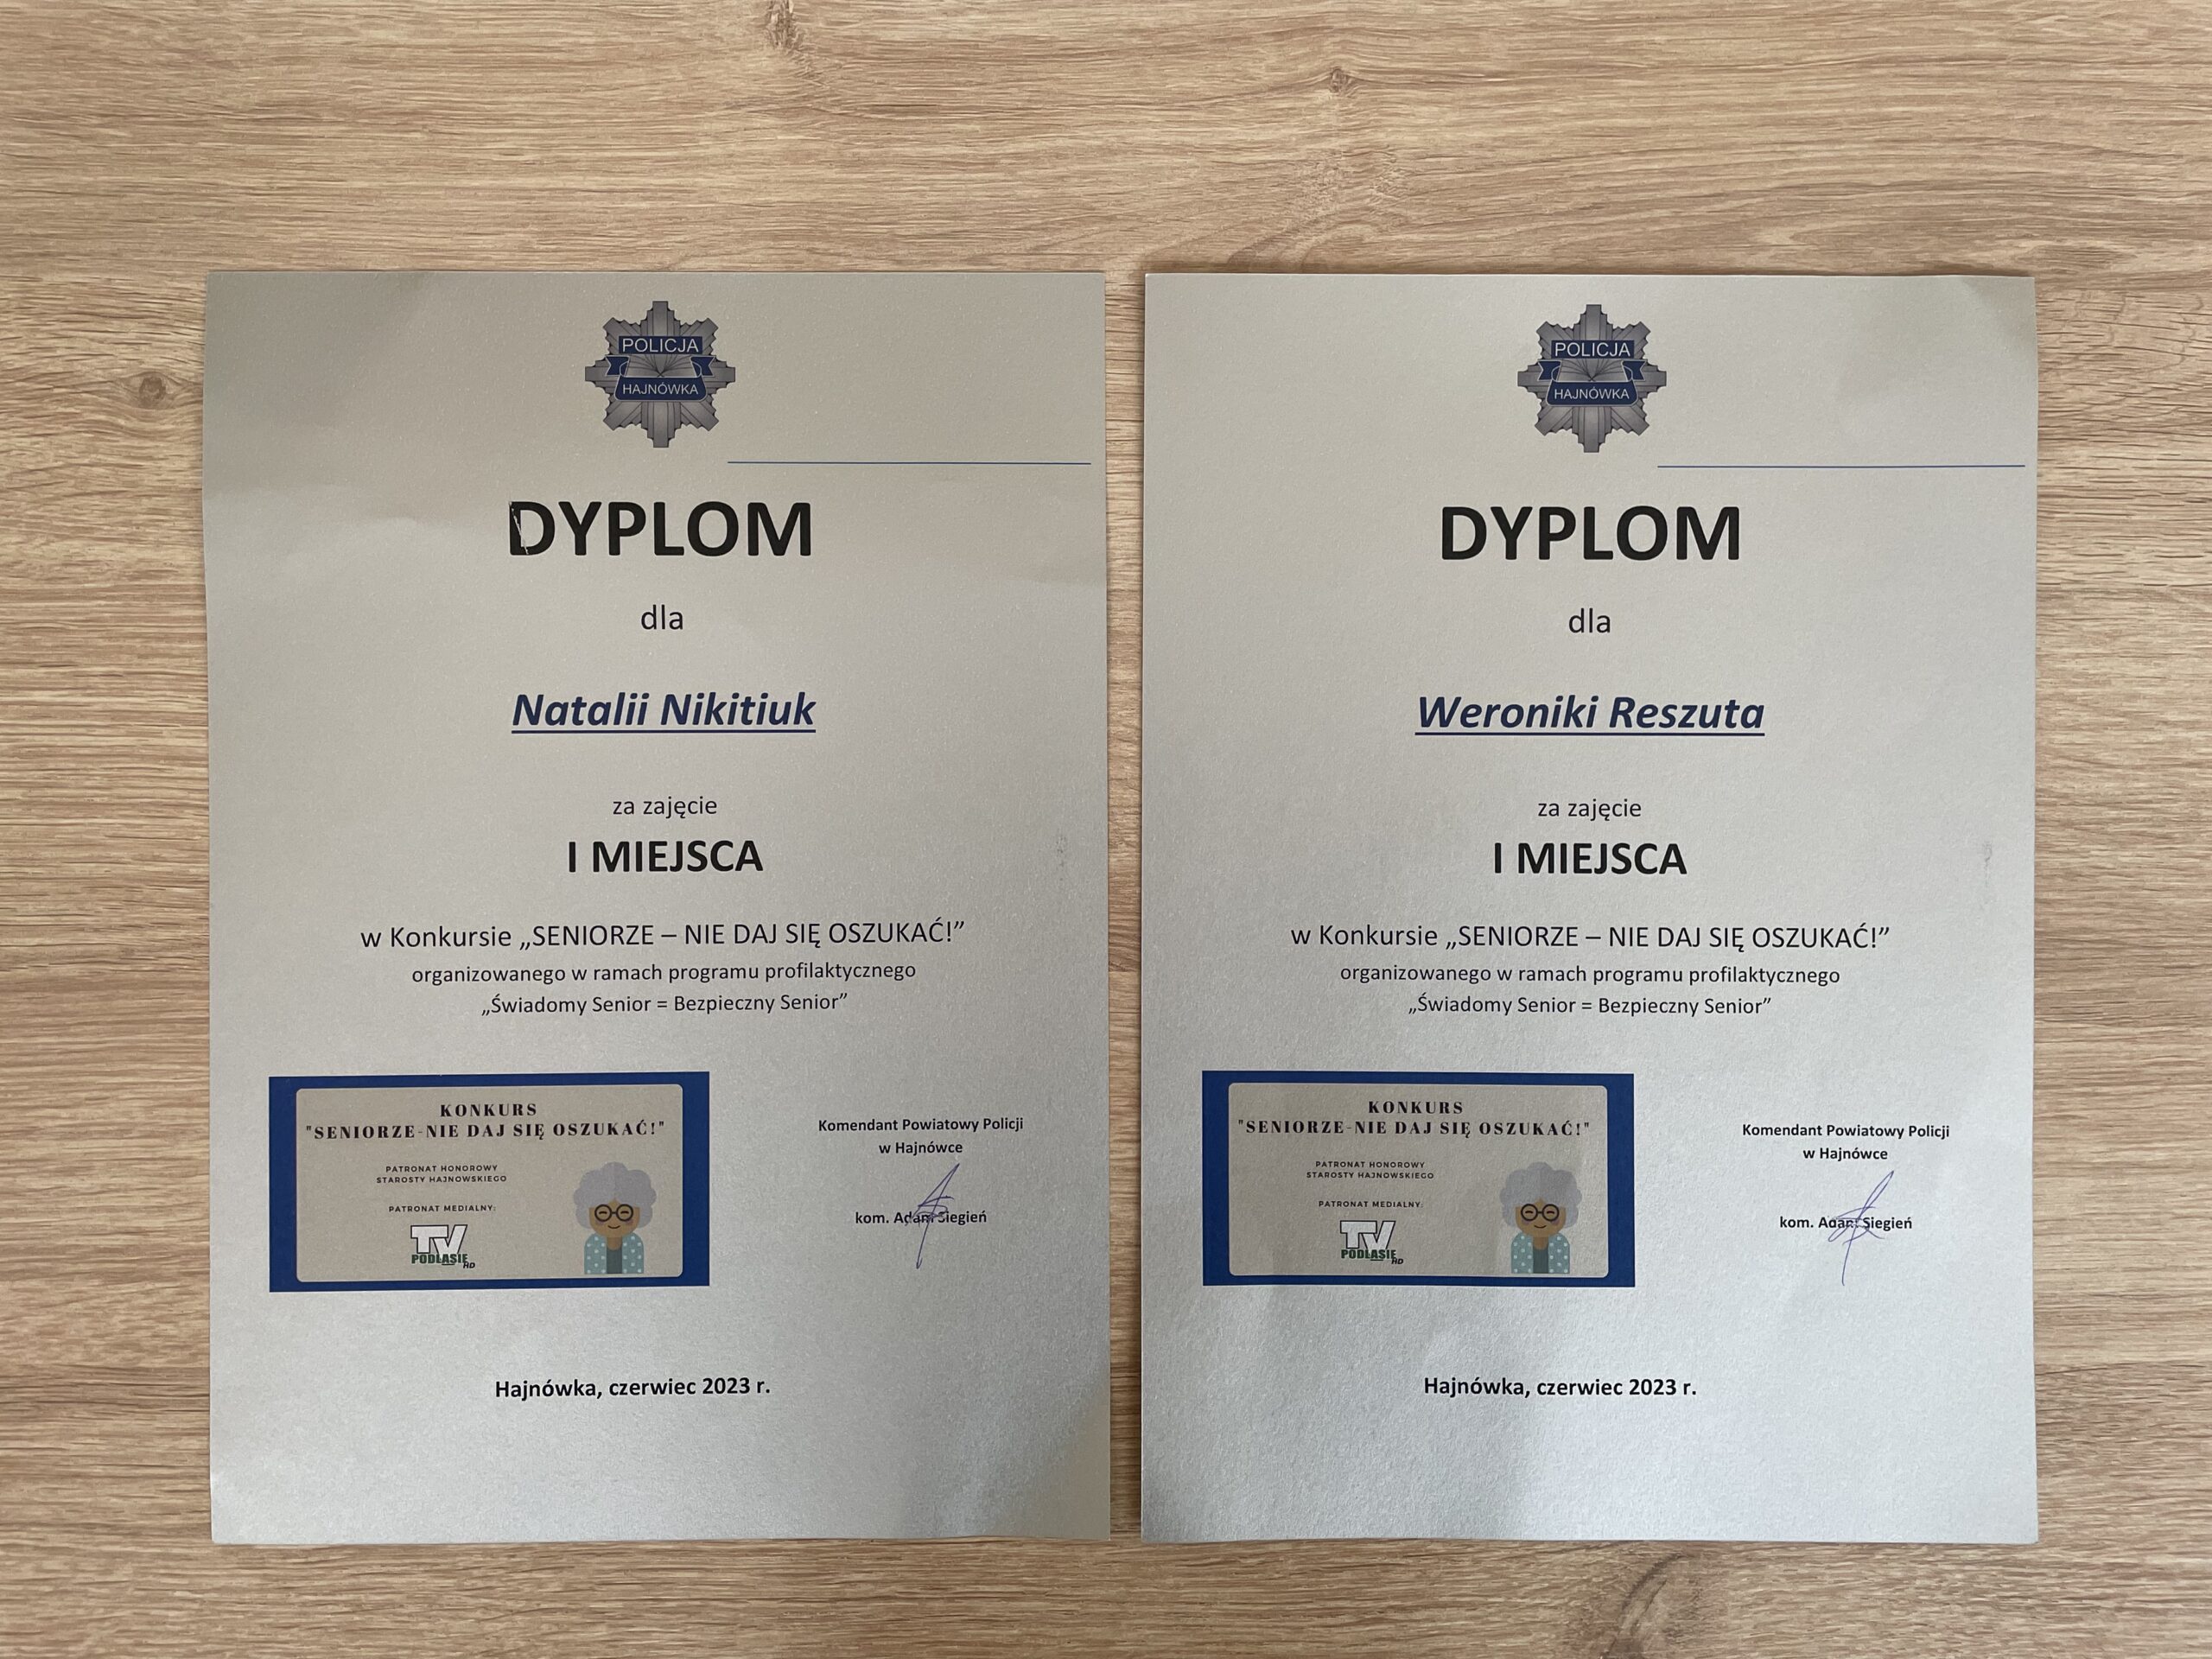 POLICJA
HAJNÓWKA
DYPLOM
dla
Natalii Nikitiuk
za zajęcie
I MIEJSCA
w Konkursie „SENIORZE – NIE DAJ SIĘ OSZUKAĆ!”
organizowanego w ramach programu profilaktycznego
„Świadomy Senior = Bezpieczny Senior”
KONKURS
"SENIORZE-NIE DAJ SIĘ OSZUKAĆ!"
PATRONAT HONOROWY
STAROSTY HAJNOWSKIEGO
PATRONAT MEDIALNY:
TV
PODLASIE
HD
Komendant Powiatowy Policji
w Hajnówce
kom. Adam Siegień
Hajnówka, czerwiec 2023 r.
POLICJA
HAJNÓWKA
DYPLOM
dla
Weroniki Reszuta
za zajęcie
I MIEJSCA
w Konkursie „SENIORZE – NIE DAJ SIĘ OSZUKAĆ!”
organizowanego w ramach programu profilaktycznego
„Świadomy Senior = Bezpieczny Senior”
KONKURS
"SENIORZE-NIE DAJ SIĘ OSZUKAĆ!"
PATRONAT HONOROWY
STAROSTY HAJNOWSKIEGO
PATRONAT MEDIALNY:
TV
PODLASIE
HD
Komendant Powiatowy Policji
w Hajnówce
kom. Adam Siegień
Hajnówka, czerwiec 2023 r.